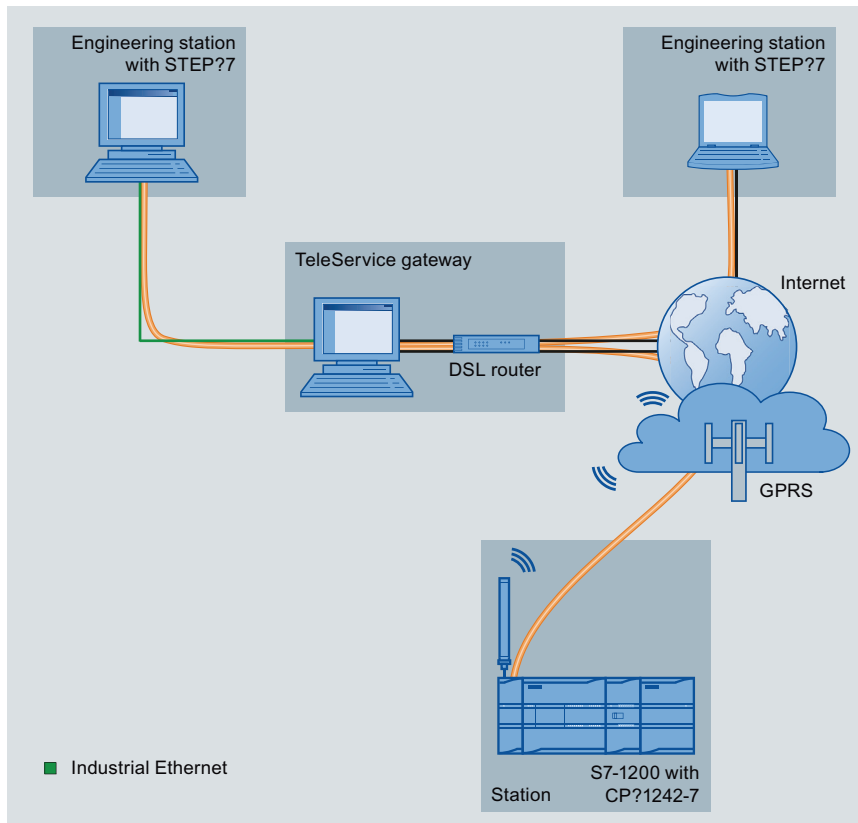 Engineering station
with STEP?7
Engineering station
with STEP?7
TeleService gateway
Internet
DSL router
GPRS
Industrial Ethernet
S7-1200 with
CP?1242-7
Station